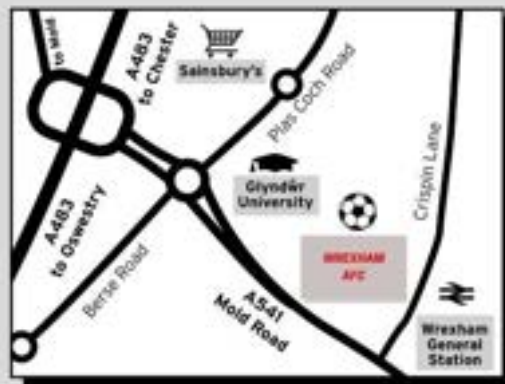 to Mold
A483
to Chester
Sainsbury's
Plas Coch Road
Crispin Lane
Glyndŵr
University
WREXHAM
AFC
A483
to Oswestry
Berse Road
A541
Mold Road
Wrexham
General
Station